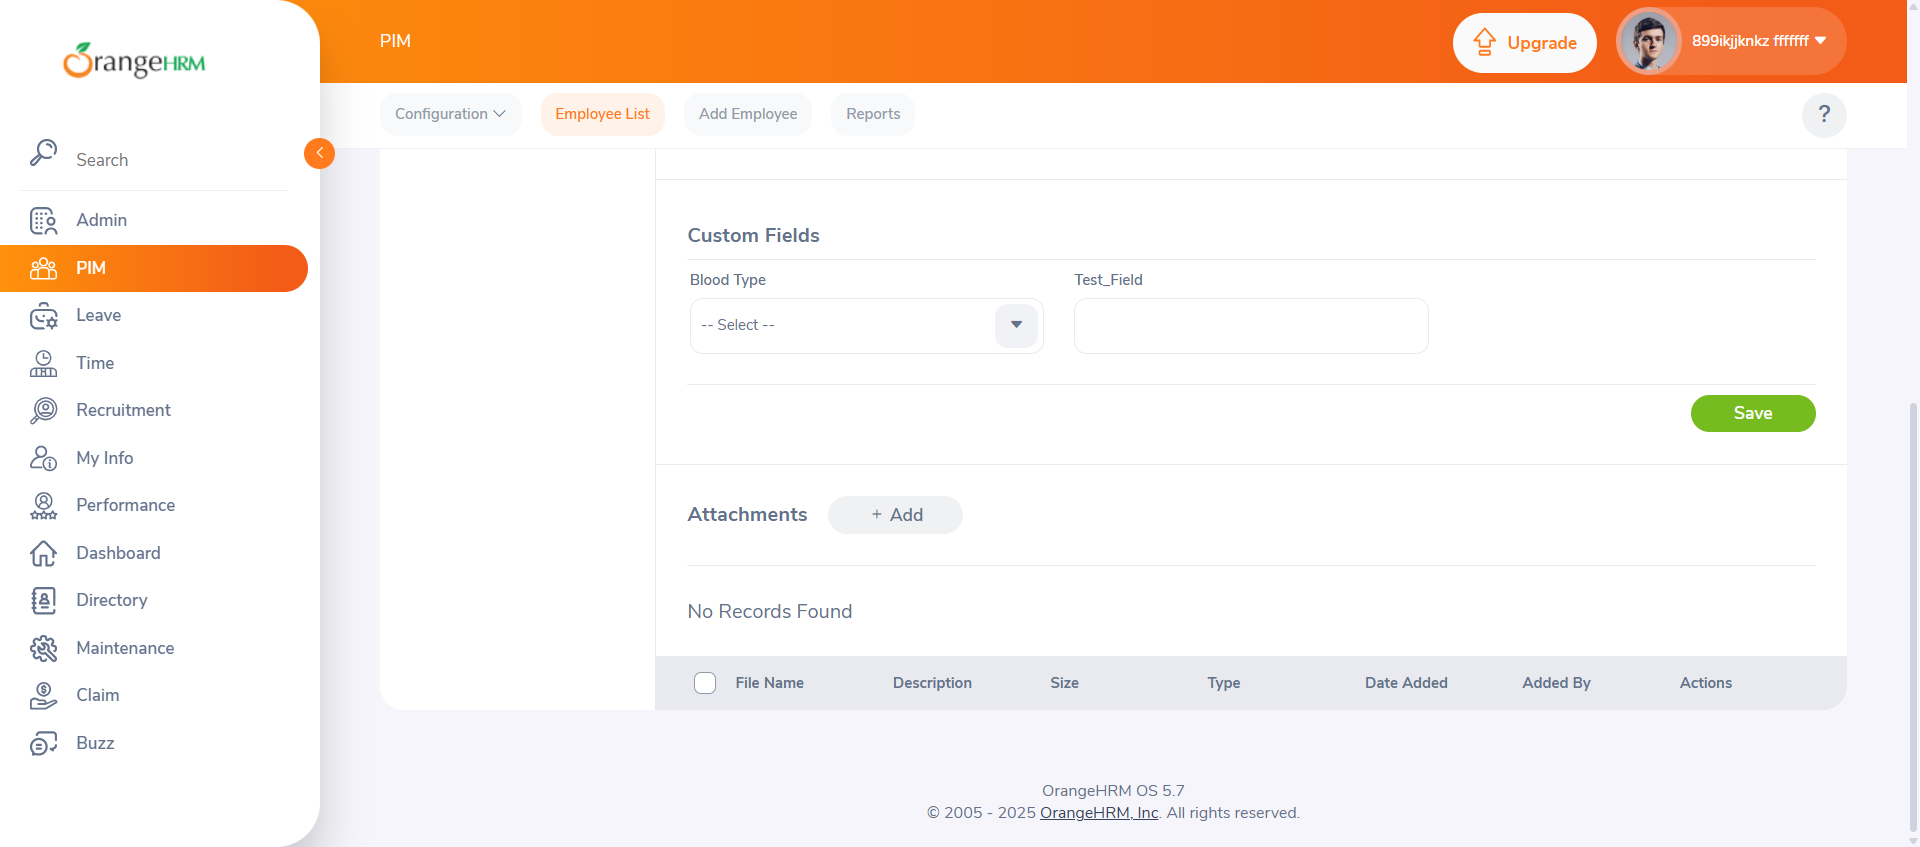 OrangeHRM
PIM
Upgrade
899ikjjknkz fffffff
Configuration
Employee List
Add Employee
Reports
?
Search
Admin
PIM
Leave
Time
Recruitment
My Info
Performance
Dashboard
Directory
Maintenance
Claim
Buzz
Custom Fields
Blood Type
Test_Field
-- Select --
Save
Attachments
+ Add
No Records Found
File Name Description Size Type Date Added Added By Actions
OrangeHRM OS 5.7
© 2005 - 2025 OrangeHRM, Inc. All rights reserved.